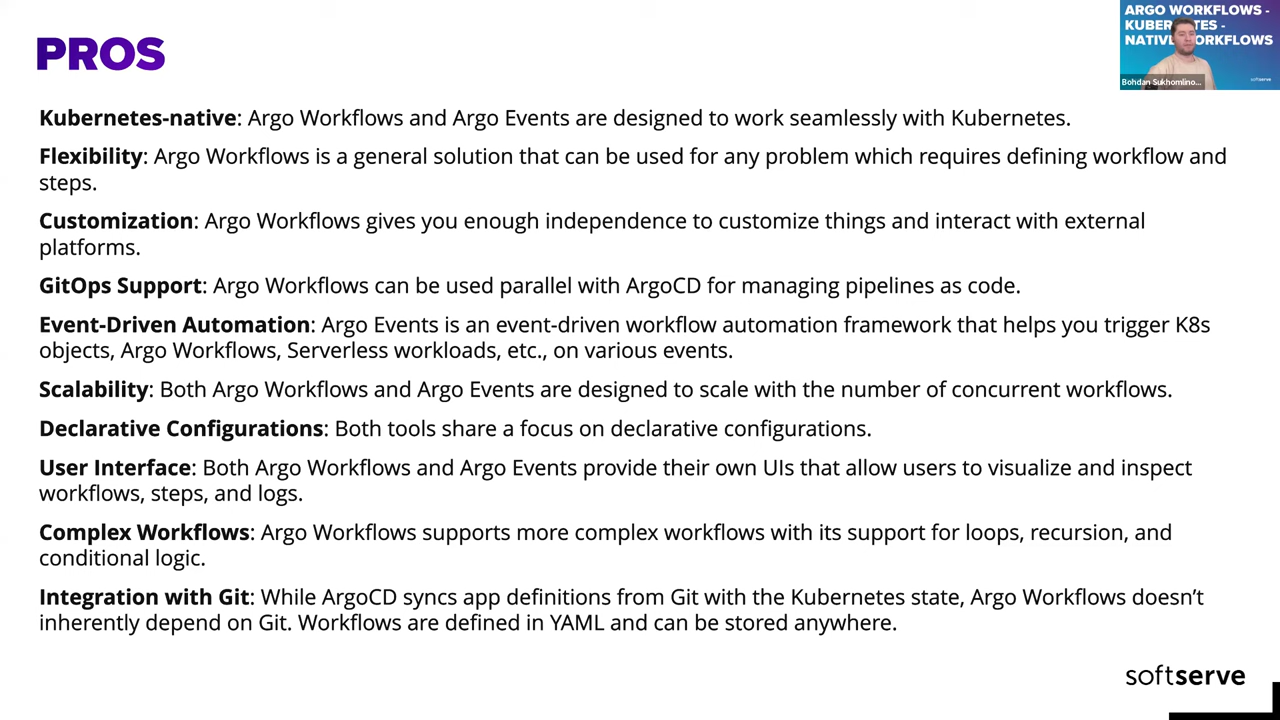 PROS
ARGO WORKFLOWS -
KUBERNETES -
NATIVE WORKFLOWS
Bohdan Sukhomlino...
softserve
Kubernetes-native: Argo Workflows and Argo Events are designed to work seamlessly with Kubernetes.
Flexibility: Argo Workflows is a general solution that can be used for any problem which requires defining workflow and
steps.
Customization: Argo Workflows gives you enough independence to customize things and interact with external
platforms.
GitOps Support: Argo Workflows can be used parallel with ArgoCD for managing pipelines as code.
Event-Driven Automation: Argo Events is an event-driven workflow automation framework that helps you trigger K8s
objects, Argo Workflows, Serverless workloads, etc., on various events.
Scalability: Both Argo Workflows and Argo Events are designed to scale with the number of concurrent workflows.
Declarative Configurations: Both tools share a focus on declarative configurations.
User Interface: Both Argo Workflows and Argo Events provide their own UIs that allow users to visualize and inspect
workflows, steps, and logs.
Complex Workflows: Argo Workflows supports more complex workflows with its support for loops, recursion, and
conditional logic.
Integration with Git: While ArgoCD syncs app definitions from Git with the Kubernetes state, Argo Workflows doesn’t
inherently depend on Git. Workflows are defined in YAML and can be stored anywhere.
softserve